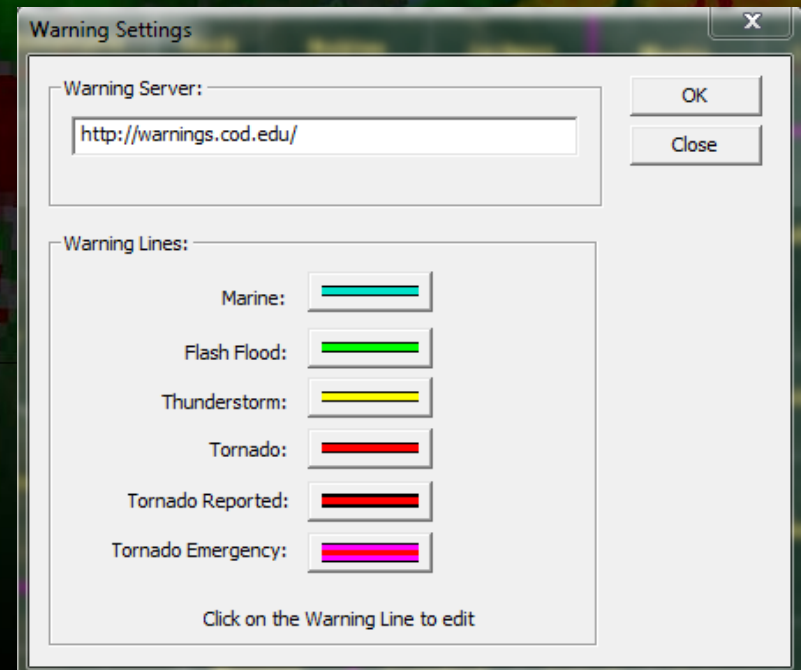 Warning Settings
Warning Server:
http://warnings.cod.edu/
OK
Close
Warning Lines:
Marine:
Flash Flood:
Thunderstorm:
Tornado:
Tornado Reported:
Tornado Emergency:
Click on the Warning Line to edit